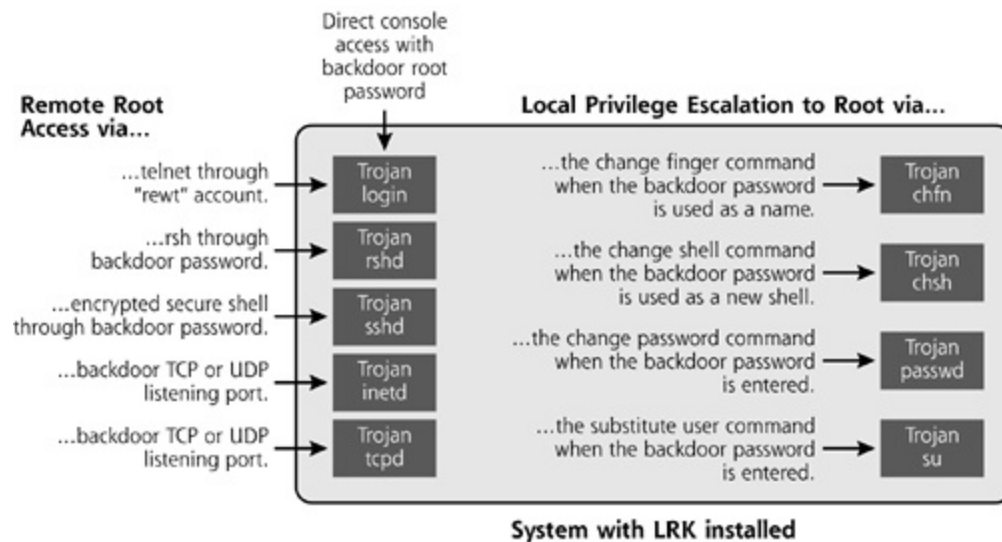 Direct console
access with
backdoor root
password
Remote Root
Access via...
Local Privilege Escalation to Root via...
...telnet through
"rewt" account.
Trojan
login
...rsh through
backdoor password.
Trojan
rshd
...encrypted secure shell
through backdoor password.
Trojan
sshd
...backdoor TCP or UDP
listening port.
Trojan
inetd
...backdoor TCP or UDP
listening port.
Trojan
tcpd
...the change finger command
when the backdoor password
is used as a name.
Trojan
chfn
...the change shell command
when the backdoor password
is used as a new shell.
Trojan
chsh
...the change password command
when the backdoor password
is entered.
Trojan
passwd
...the substitute user command
when the backdoor password
is entered.
Trojan
su
System with LRK installed